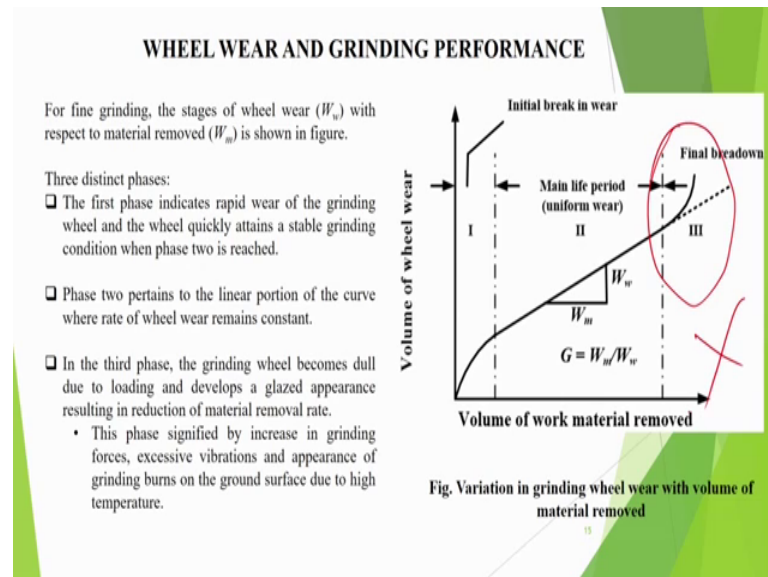 WHEEL WEAR AND GRINDING PERFORMANCE
For fine grinding, the stages of wheel wear (Ww) with
respect to material removed (Wm) is shown in figure.
Three distinct phases:
❑ The first phase indicates rapid wear of the grinding
wheel and the wheel quickly attains a stable grinding
condition when phase two is reached.
❑ Phase two pertains to the linear portion of the curve
where rate of wheel wear remains constant.
❑ In the third phase, the grinding wheel becomes dull
due to loading and develops a glazed appearance
resulting in reduction of material removal rate.
• This phase signified by increase in grinding
forces, excessive vibrations and appearance of
grinding burns on the ground surface due to high
temperature.
Volume of wheel wear
Initial break in wear
Final breadown
Main life period
(uniform wear)
I
II
III
Ww
Wm
G = Wm/Ww
Volume of work material removed
Fig. Variation in grinding wheel wear with volume of
material removed
15